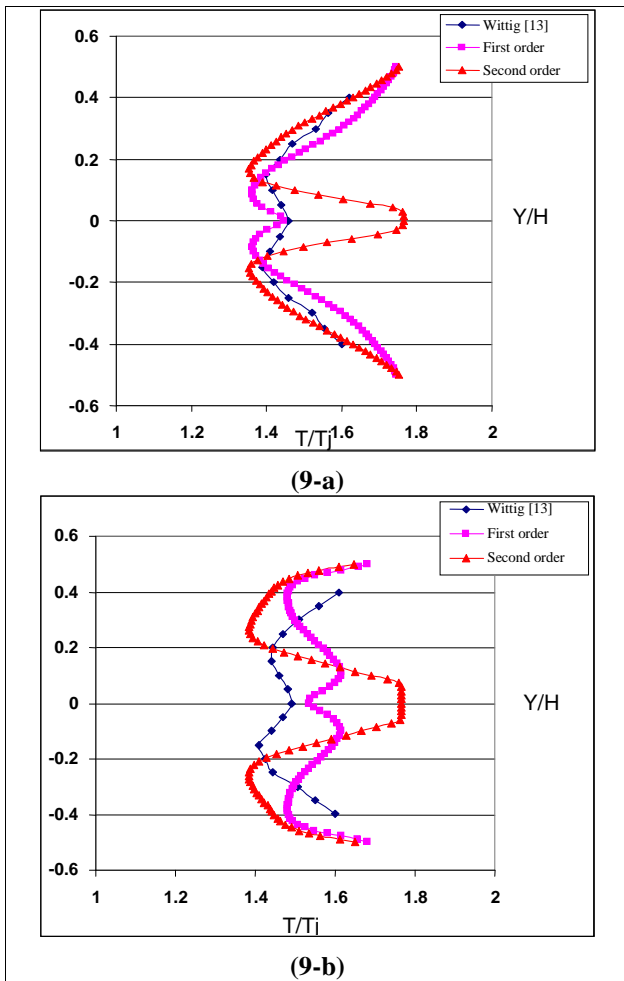 Wittig [13]
First order
Second order
0.6
0.4
0.2
0
-0.2
-0.4
-0.6
Y/H
1 1.2 1.4 1.6 1.8 2
T/Tj
(9-a)
Wittig [13]
First order
Second order
0.6
0.4
0.2
0
-0.2
-0.4
-0.6
Y/H
1 1.2 1.4 1.6 1.8 2
T/Tj
(9-b)